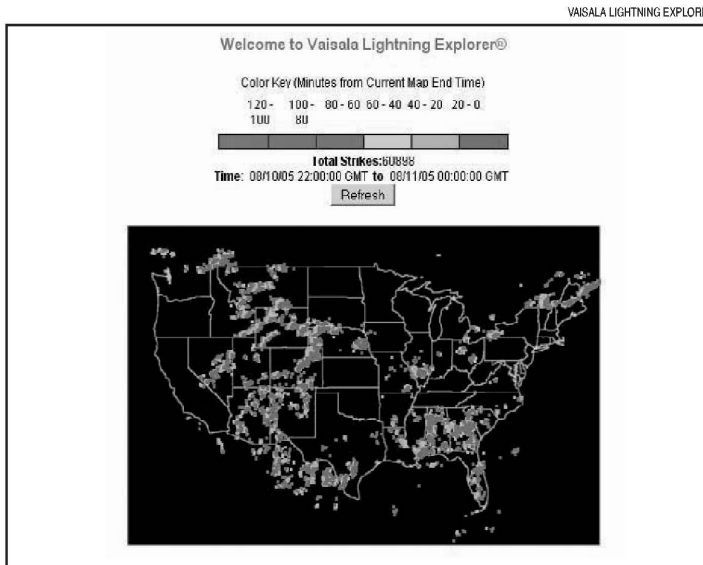 VAISALA LIGHTNING EXPLORE
Welcome to Vaisala Lightning Explorer®
Color Key (Minutes from Current Map End Time)
120 - 100 - 80 - 60 60 - 40 40 - 20 20 - 0
100 80
Total Strikes:60898
Time: 08/10/05 22:00:00 GMT to 08/11/05 00:00:00 GMT
Refresh